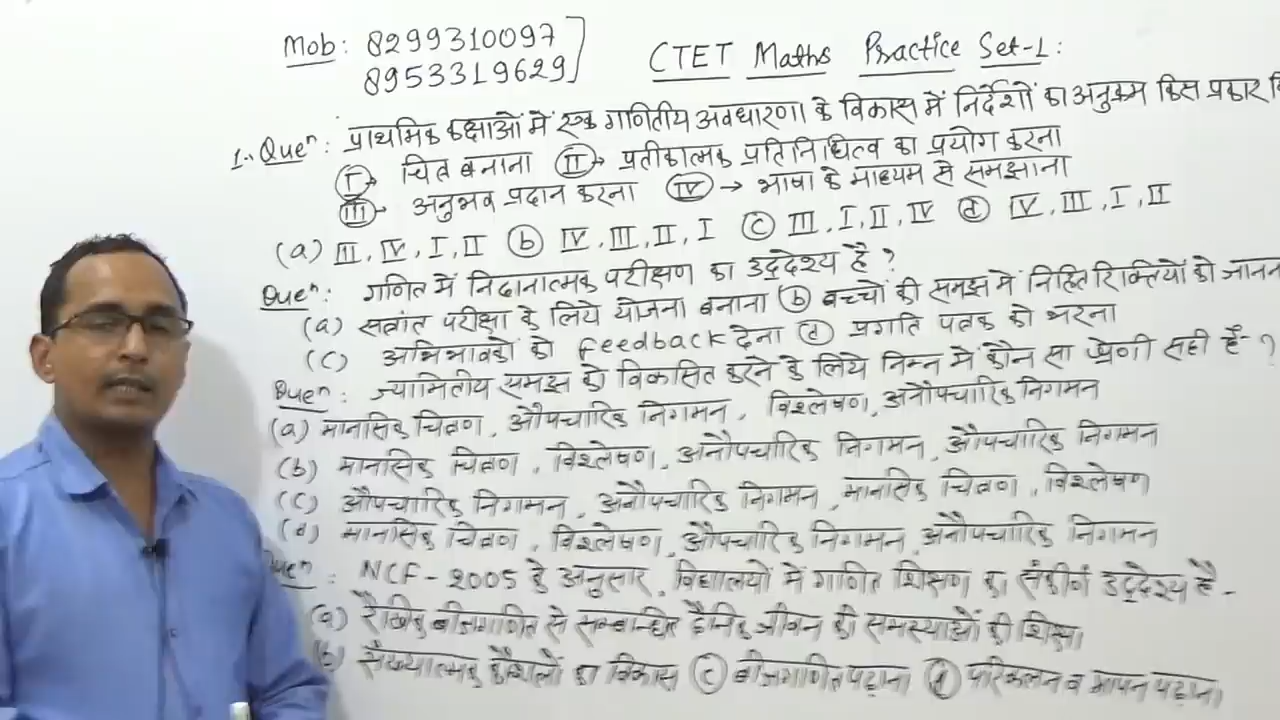 Mob: 8299310097
8953319629
CTET Maths Practice Set-1:
1. Queⁿ: प्राथमिक कक्षाओं में एक गणितीय अवधारणा के विकास में निर्देशों का अनुक्रम किस प्रकार
I → चित्र बनाना II → प्रतीकात्मक प्रतिनिधित्व का प्रयोग करना
III → अनुभव प्रदान करना IV → भाषा के माध्यम से समझाना
(a) III, IV, I, II (b) IV, III, II, I (c) III, I, II, IV (d) IV, III, I, II
Queⁿ: गणित में निदानात्मक परीक्षण का उद्देश्य है?
(a) सत्रांत परीक्षा के लिये योजना बनाना (b) बच्चों की समझ में निहित रिक्तियों को जानन
(c) अभिभावकों को feedback देना (d) प्रगति पत्रक को भरना
Queⁿ: ज्यामितीय समझ को विकसित करने के लिये निम्न में कौन सा श्रेणी सही है - ?
(a) मानसिक चित्रण, औपचारिक निगमन, विश्लेषण, अनौपचारिक निगमन
(b) मानसिक चित्रण, विश्लेषण, अनौपचारिक निगमन, औपचारिक निगमन
(c) औपचारिक निगमन, अनौपचारिक निगमन, मानसिक चित्रण, विश्लेषण
(d) मानसिक चित्रण, विश्लेषण, औपचारिक निगमन, अनौपचारिक निगमन
Queⁿ: NCF-2005 के अनुसार, विद्यालयों में गणित शिक्षण का संकीर्ण उद्देश्य है -
(a) रैखिक बीजगणित से सम्बन्धित दैनिक जीवन की समस्याओं की शिक्षा
(b) संख्यात्मक कौशलों का विकास (c) बीजगणित पढ़ाना (d) परिकलन व मापन पढ़ाना